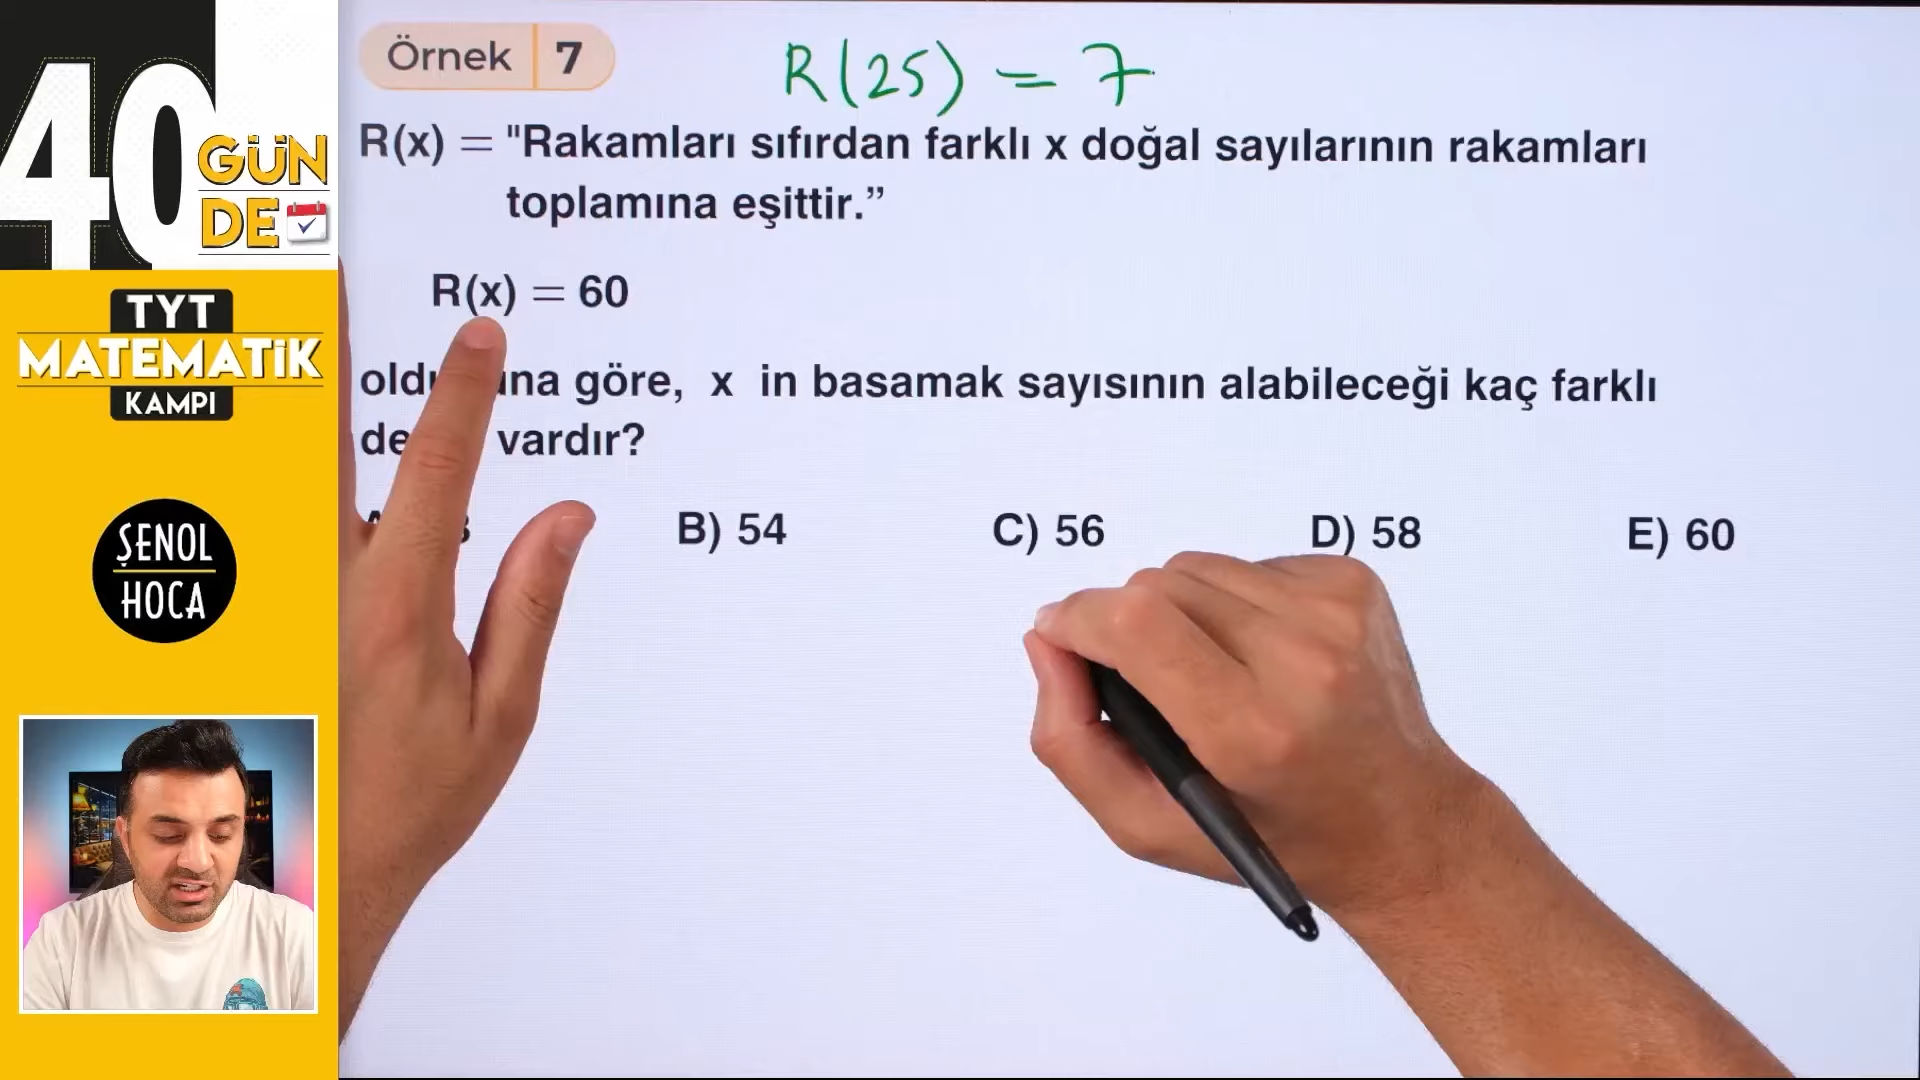 40
GÜN
DE
TYT
MATEMATİK
KAMPI
ŞENOL
HOCA
Örnek 7
R(25) = 7
R(x) = "Rakamları sıfırdan farklı x doğal sayılarının rakamları
toplamına eşittir.”
R(x) = 60
göre, x in basamak sayısının alabileceği kaç farklı
vardır?
B) 54 C) 56 D) 58 E) 60